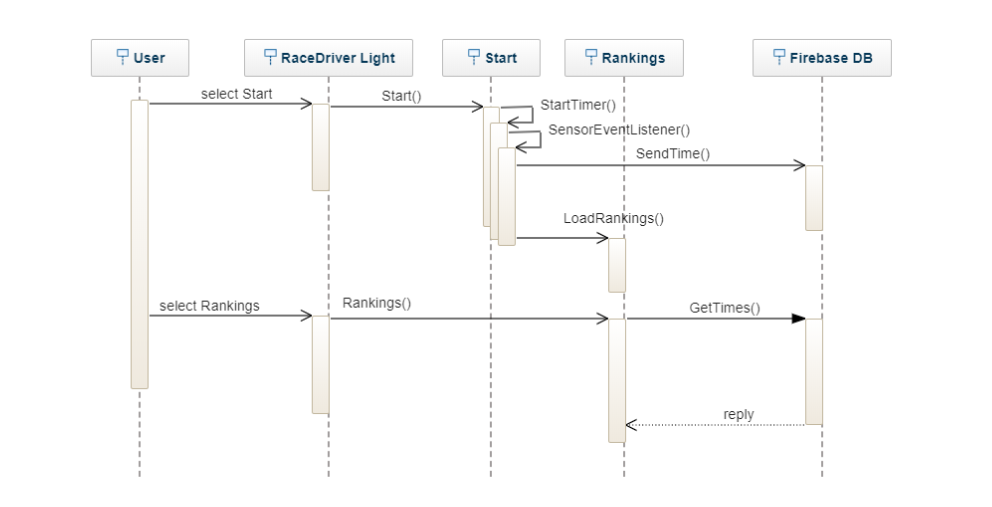 User
RaceDriver Light
Start
Rankings
Firebase DB
select Start
Start()
StartTimer()
SensorEventListener()
SendTime()
LoadRankings()
select Rankings
Rankings()
GetTimes()
reply